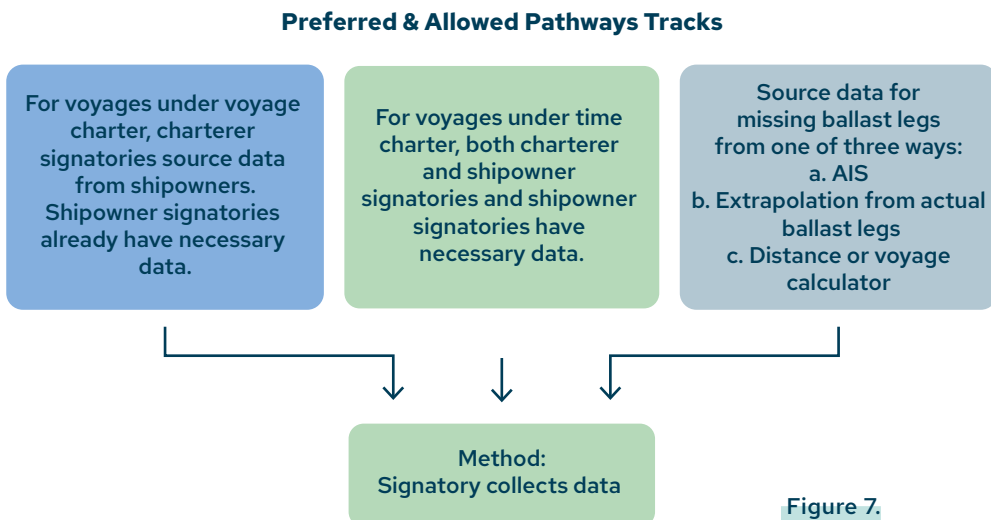 Preferred & Allowed Pathways Tracks
For voyages under voyage
charter, charterer
signatories source data
from shipowners.
Shipowner signatories
already have necessary
data.
For voyages under time
charter, both charterer
and shipowner
signatories and shipowner
signatories have
necessary data.
Source data for
missing ballast legs
from one of three ways:
a. AIS
b. Extrapolation from actual
ballast legs
c. Distance or voyage
calculator
Method:
Signatory collects data
Figure 7.